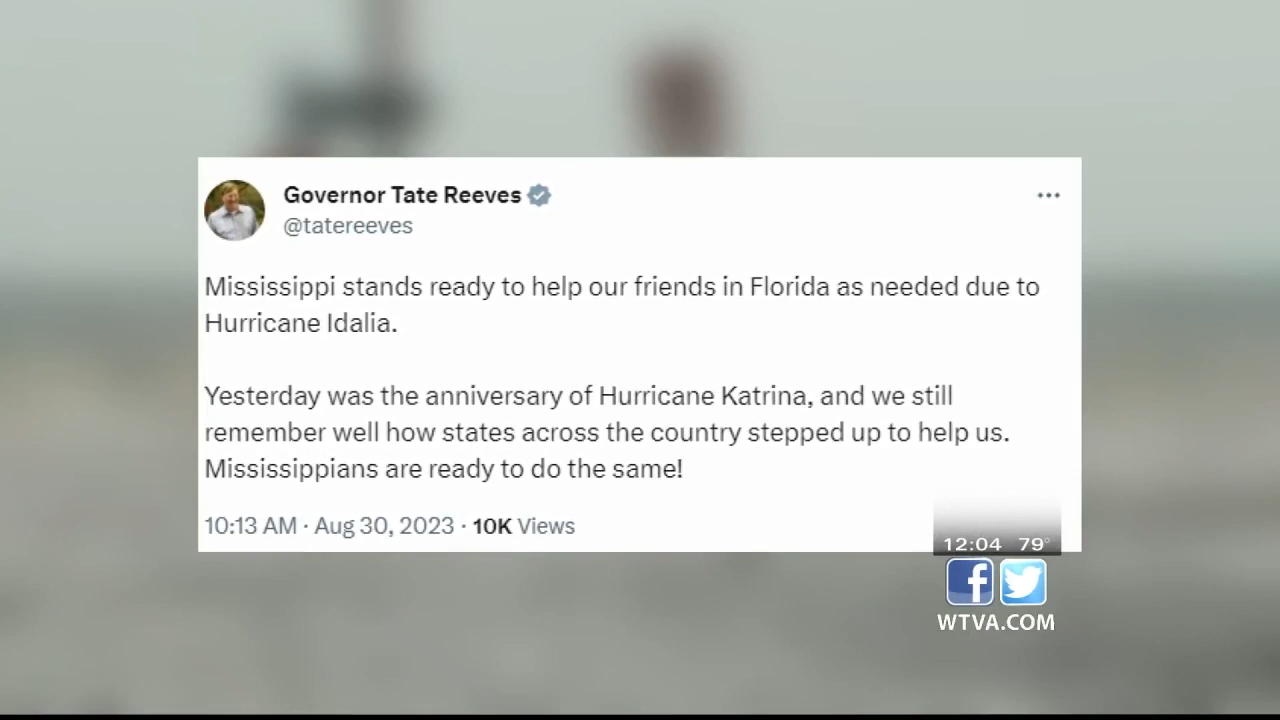 Governor Tate Reeves
@tatereeves
Mississippi stands ready to help our friends in Florida as needed due to
Hurricane Idalia.
Yesterday was the anniversary of Hurricane Katrina, and we still
remember well how states across the country stepped up to help us.
Mississippians are ready to do the same!
10:13 AM · Aug 30, 2023 · 10K Views
12:04 79°
f
WTVA.COM